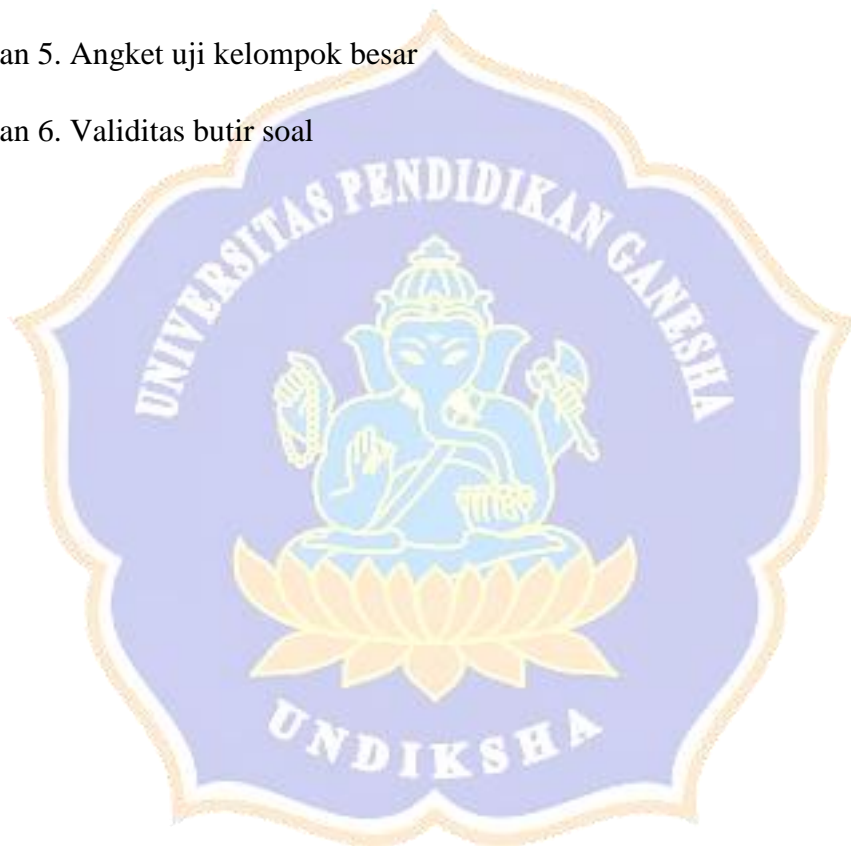 an 5. Angket uji kelompok besar
an 6. Validitas butir soal
UNIVERSITAS PENDIDIKAN GANESHA
UNDIKSHA